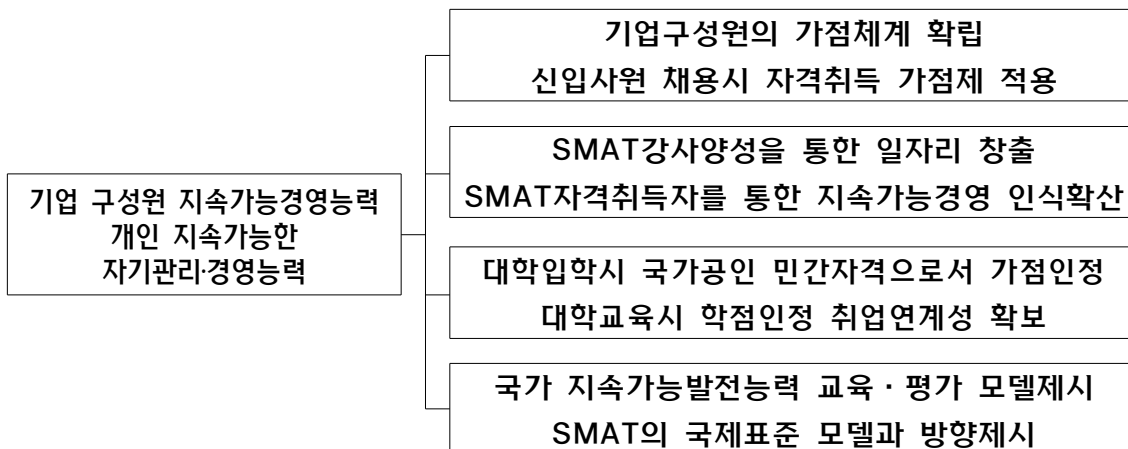 기업구성원의 가점체계 확립
신입사원 채용시 자격취득 가점제 적용
SMAT강사양성을 통한 일자리 창출
SMAT자격취득자를 통한 지속가능경영 인식확산
기업 구성원 지속가능경영능력
개인 지속가능한
자기관리·경영능력
대학입학시 국가공인 민간자격으로서 가점인정
대학교육시 학점인정 취업연계성 확보
국가 지속가능발전능력 교육·평가 모델제시
SMAT의 국제표준 모델과 방향제시